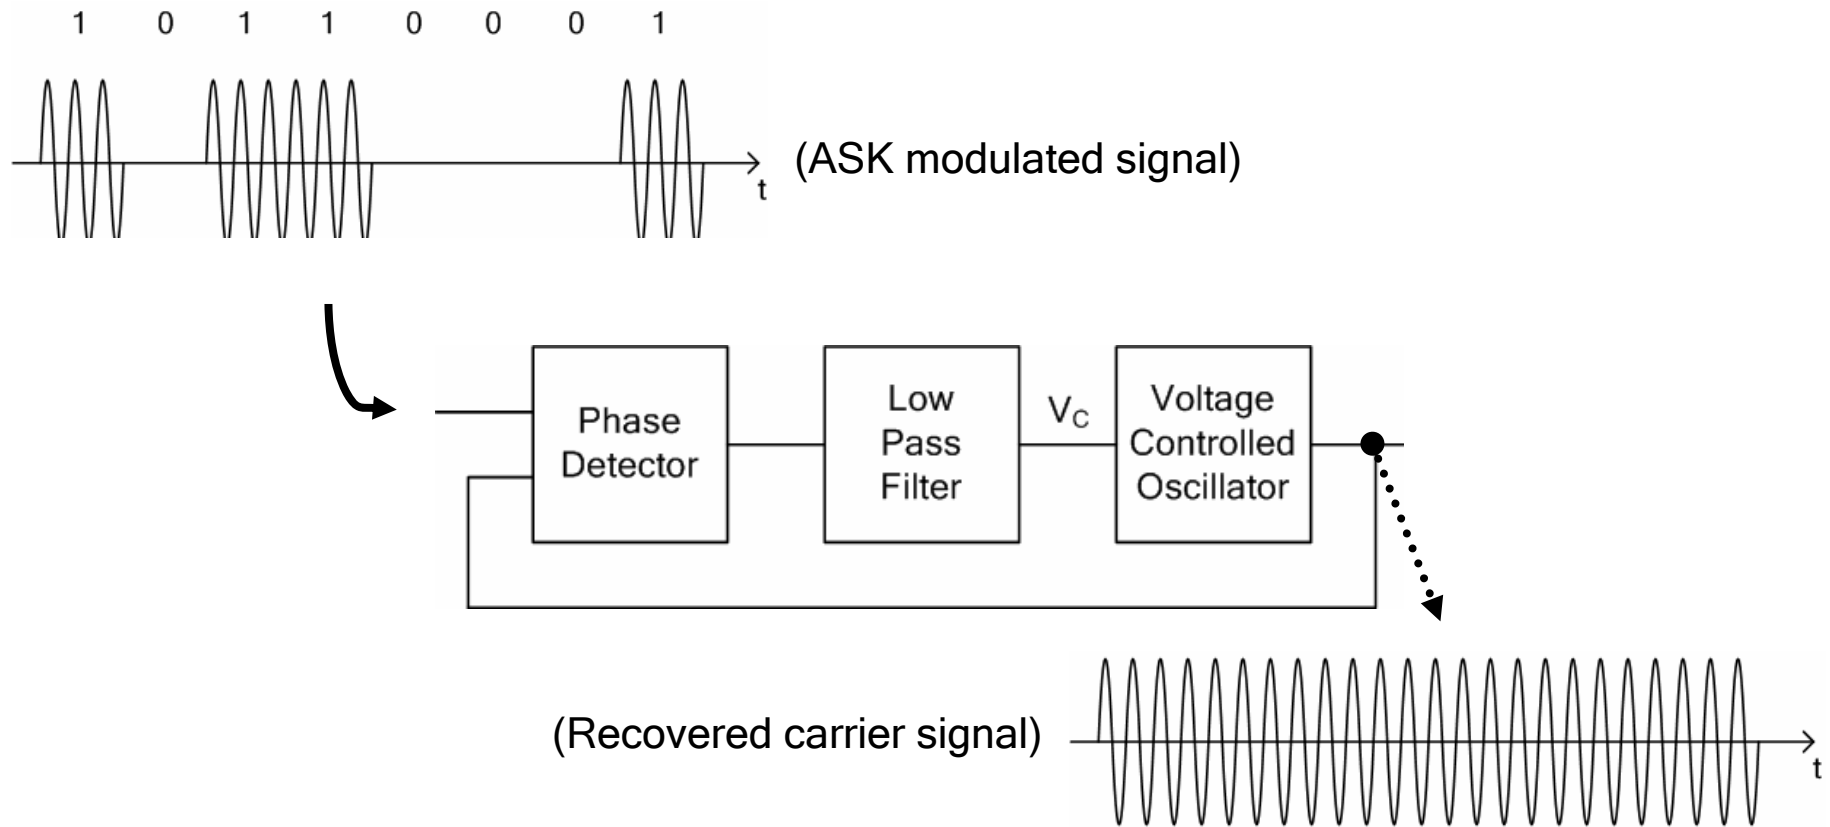 1 0 1 1 0 0 0 1
(ASK modulated signal)
t
Phase
Detector
Low
Pass
Filter
VC
Voltage
Controlled
Oscillator
(Recovered carrier signal)
t